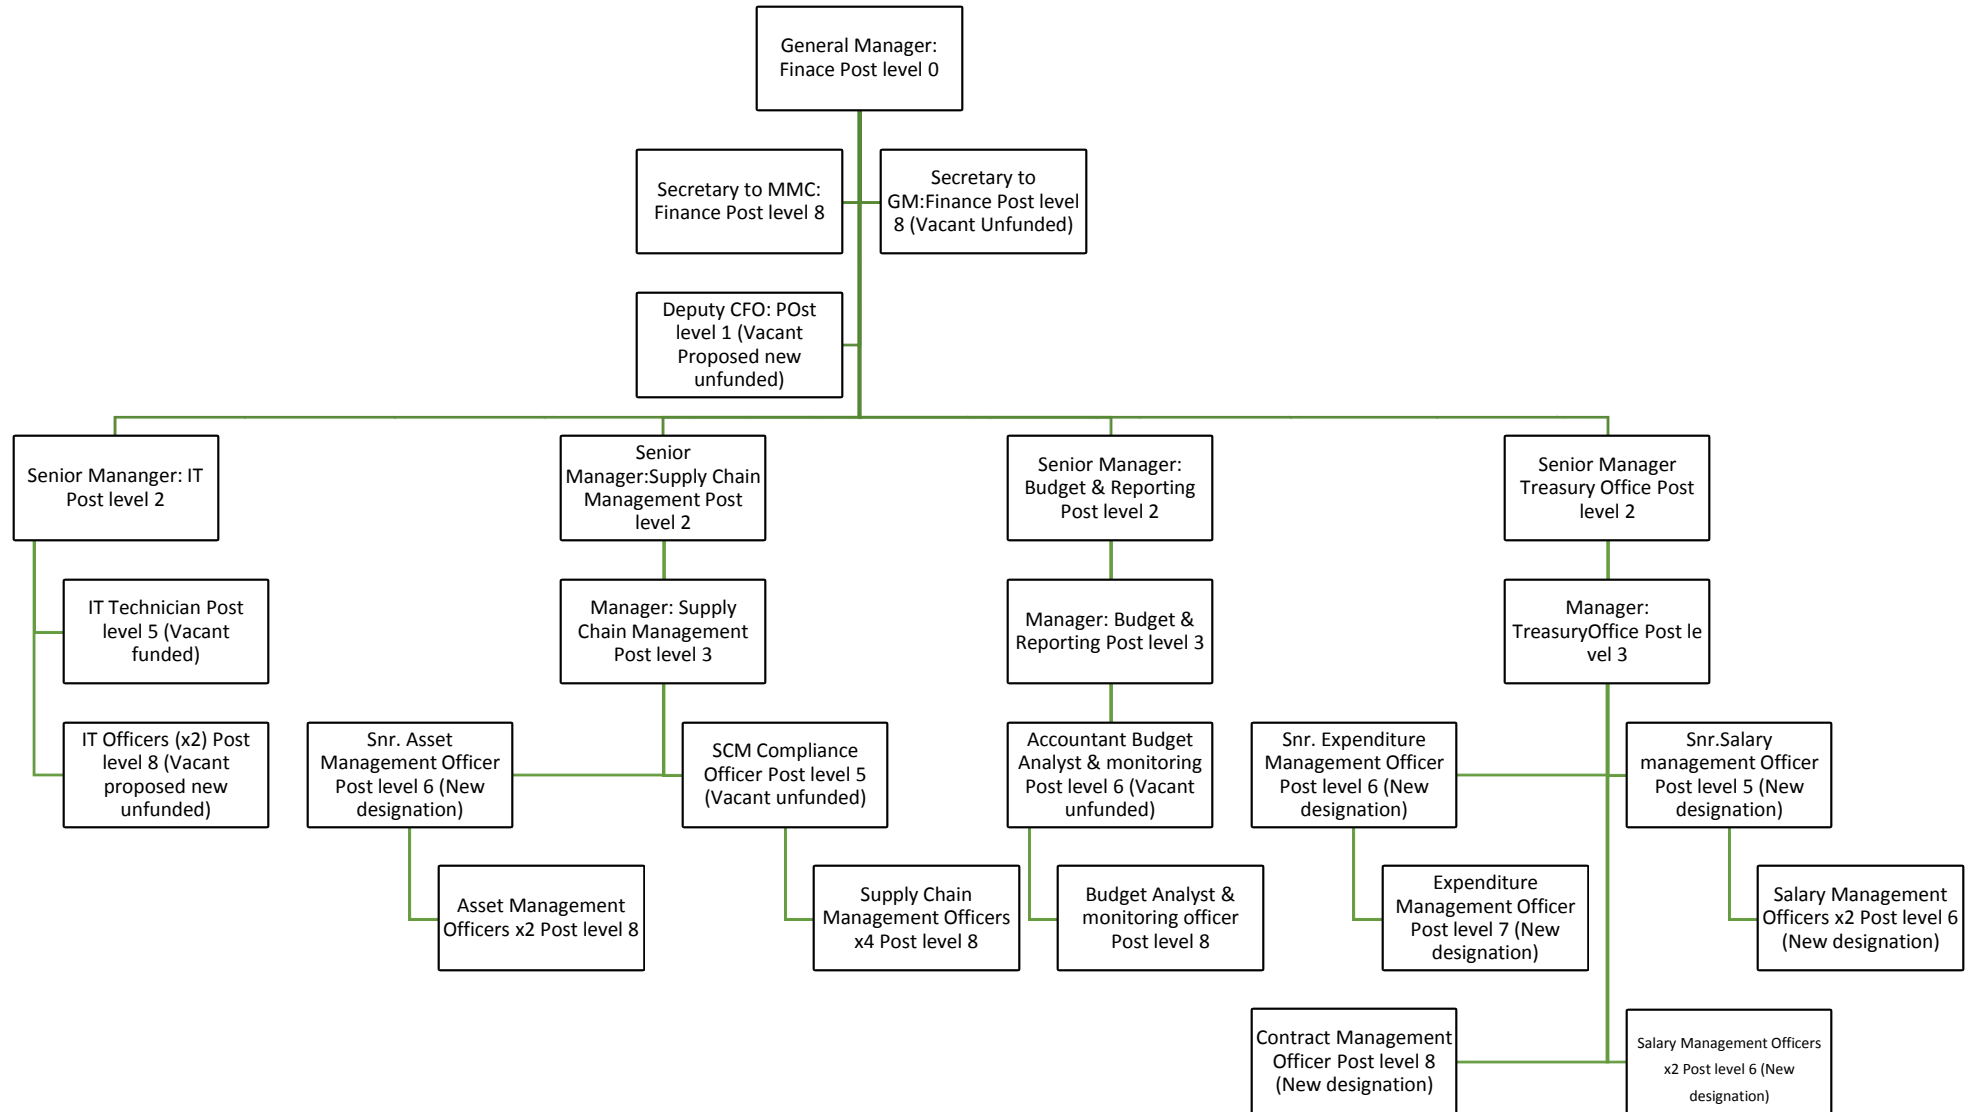 General Manager:
Finace Post level 0
Secretary to MMC:
Finance Post level 8
Secretary to
GM:Finance Post level
8 (Vacant Unfunded)
Deputy CFO: POst
level 1 (Vacant
Proposed new
unfunded)
Senior Mananger: IT
Post level 2
Senior
Manager:Supply Chain
Management Post
level 2
Senior Manager:
Budget & Reporting
Post level 2
Senior Manager
Treasury Office Post
level 2
IT Technician Post
level 5 (Vacant
funded)
Manager: Supply
Chain Management
Post level 3
Manager: Budget &
Reporting Post level 3
Manager:
TreasuryOffice Post le
vel 3
IT Officers (x2) Post
level 8 (Vacant
proposed new
unfunded)
Snr. Asset
Management Officer
Post level 6 (New
designation)
SCM Compliance
Officer Post level 5
(Vacant unfunded)
Accountant Budget
Analyst & monitoring
Post level 6 (Vacant
unfunded)
Snr. Expenditure
Management Officer
Post level 6 (New
designation)
Snr.Salary
management Officer
Post level 5 (New
designation)
Asset Management
Officers x2 Post level 8
Supply Chain
Management Officers
x4 Post level 8
Budget Analyst &
monitoring officer
Post level 8
Expenditure
Management Officer
Post level 7 (New
designation)
Salary Management
Officers x2 Post level 6
(New designation)
Contract Management
Officer Post level 8
(New designation)
Salary Management Officers
x2 Post level 6 (New
designation)